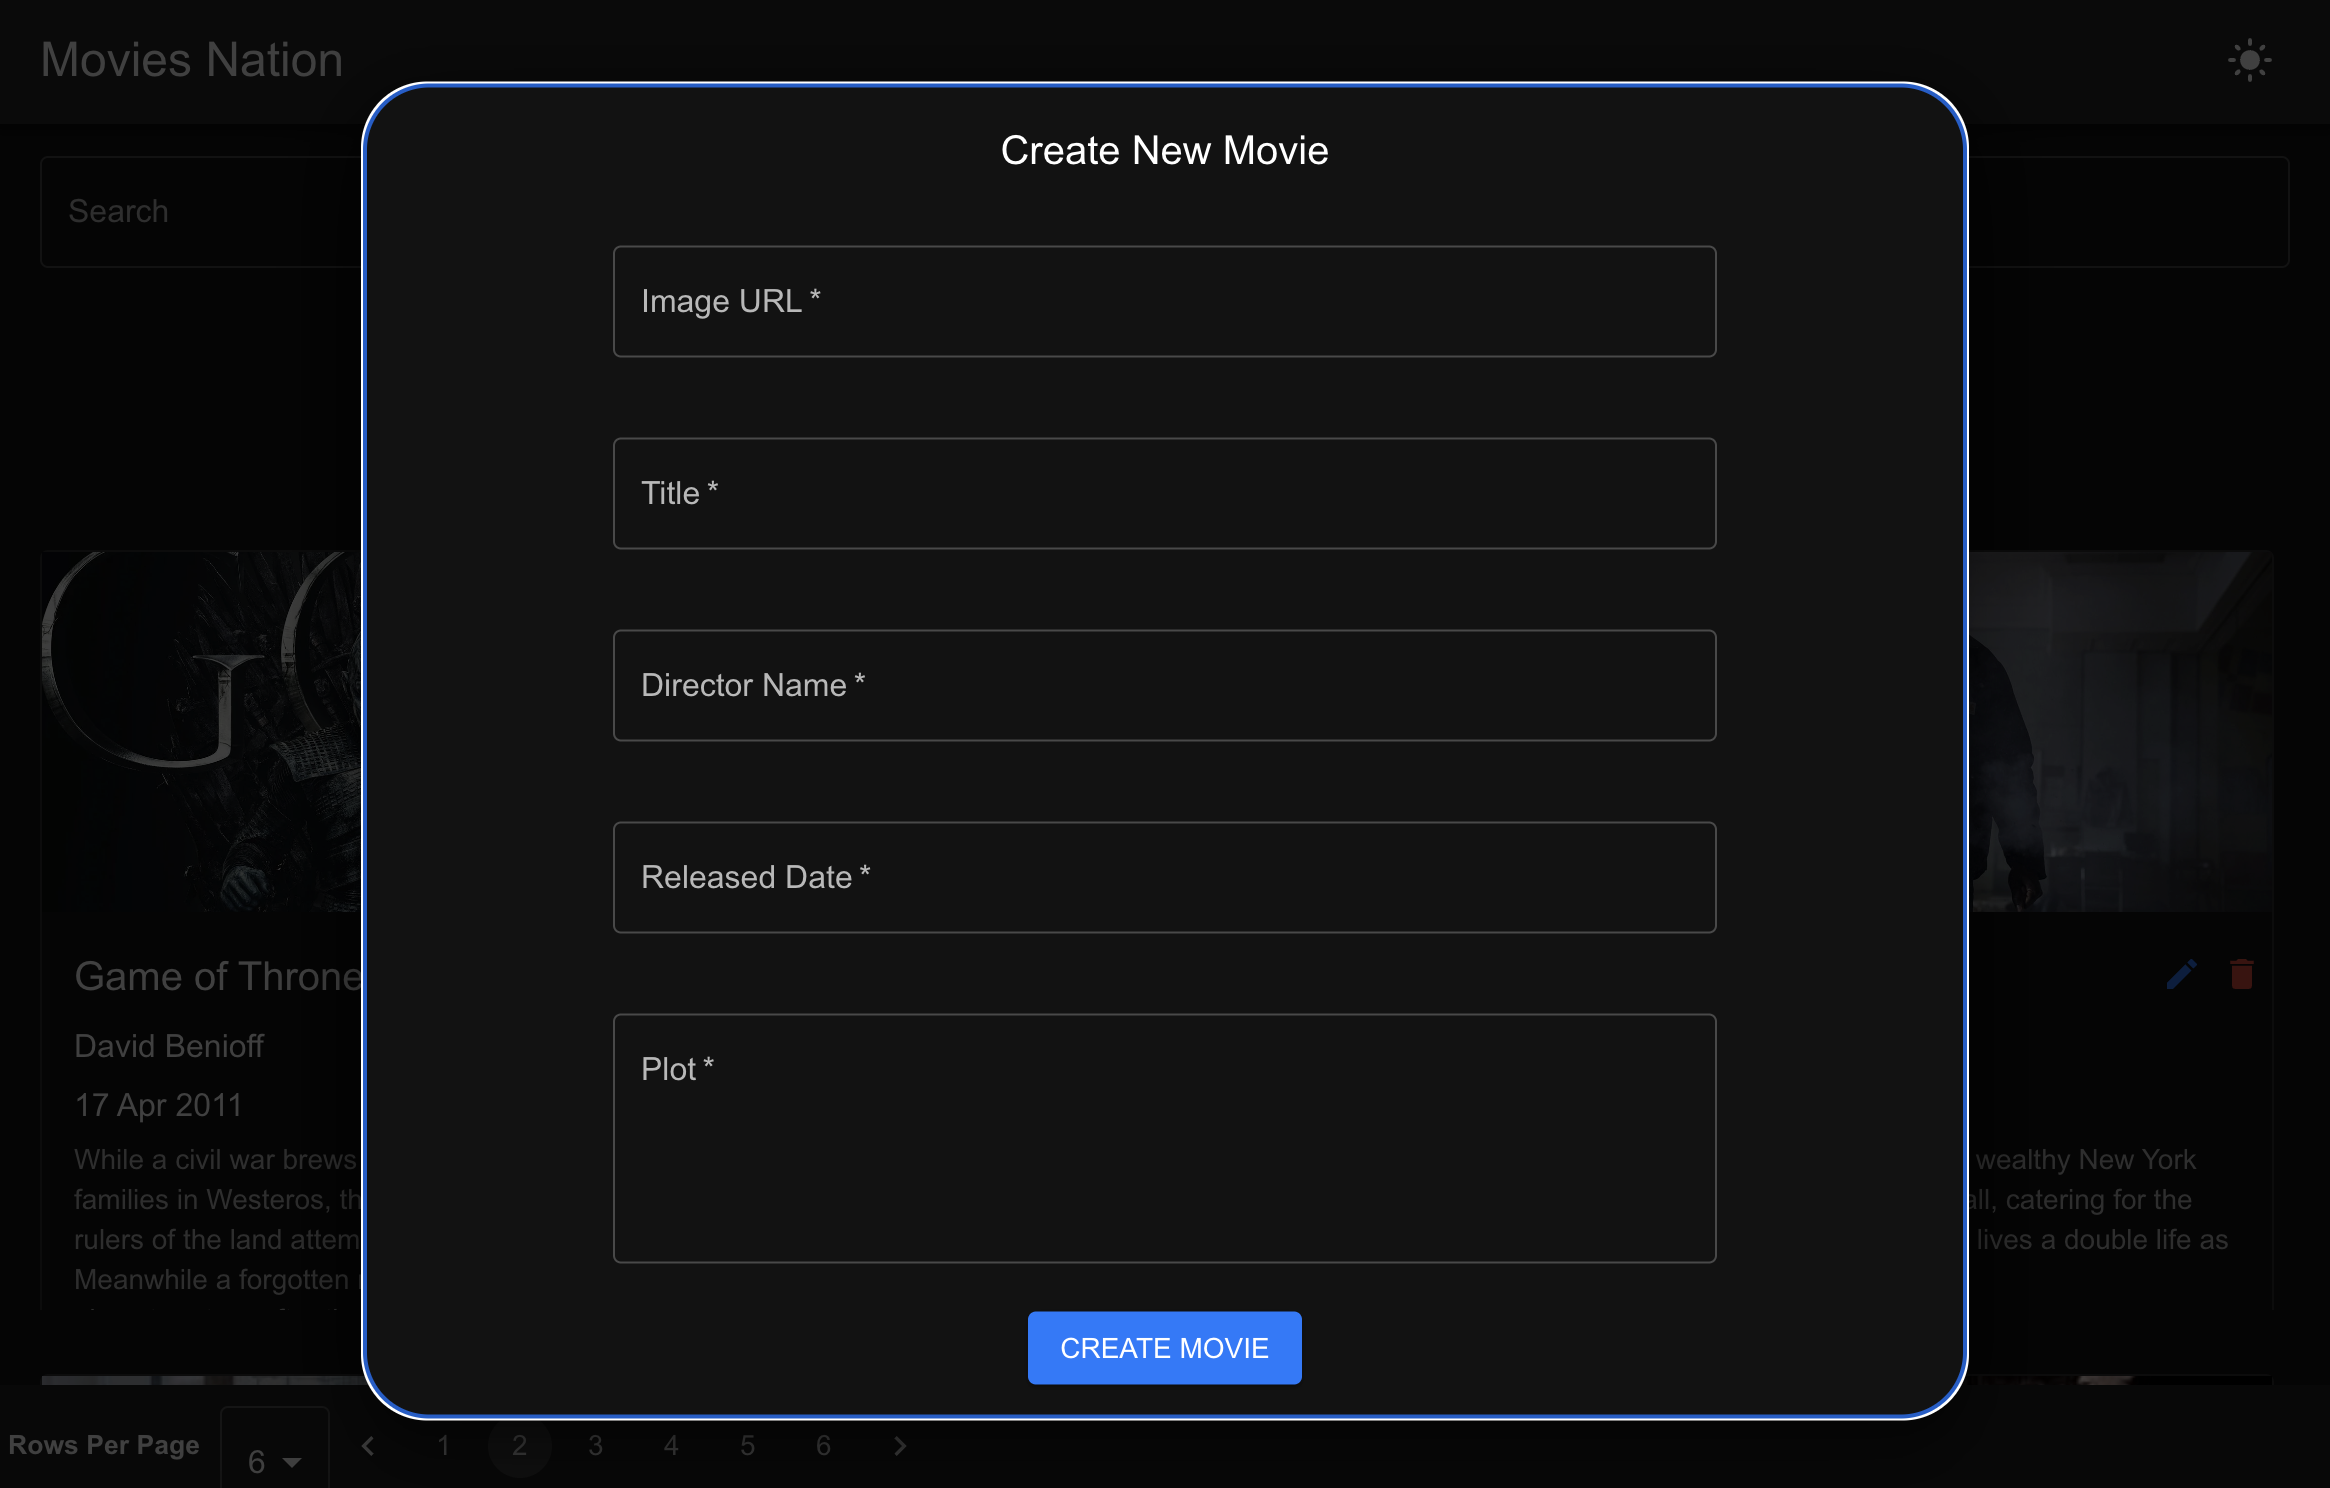 Movies Nation
Search
Create New Movie
Image URL *
Title *
Director Name *
Released Date *
Plot *
CREATE MOVIE
Game of Throne
David Benioff
17 Apr 2011
While a civil war brews
families in Westeros, th
rulers of the land attem
Meanwhile a forgotten
wealthy New York
all, catering for the
lives a double life as
Rows Per Page
6
1 2 3 4 5 6